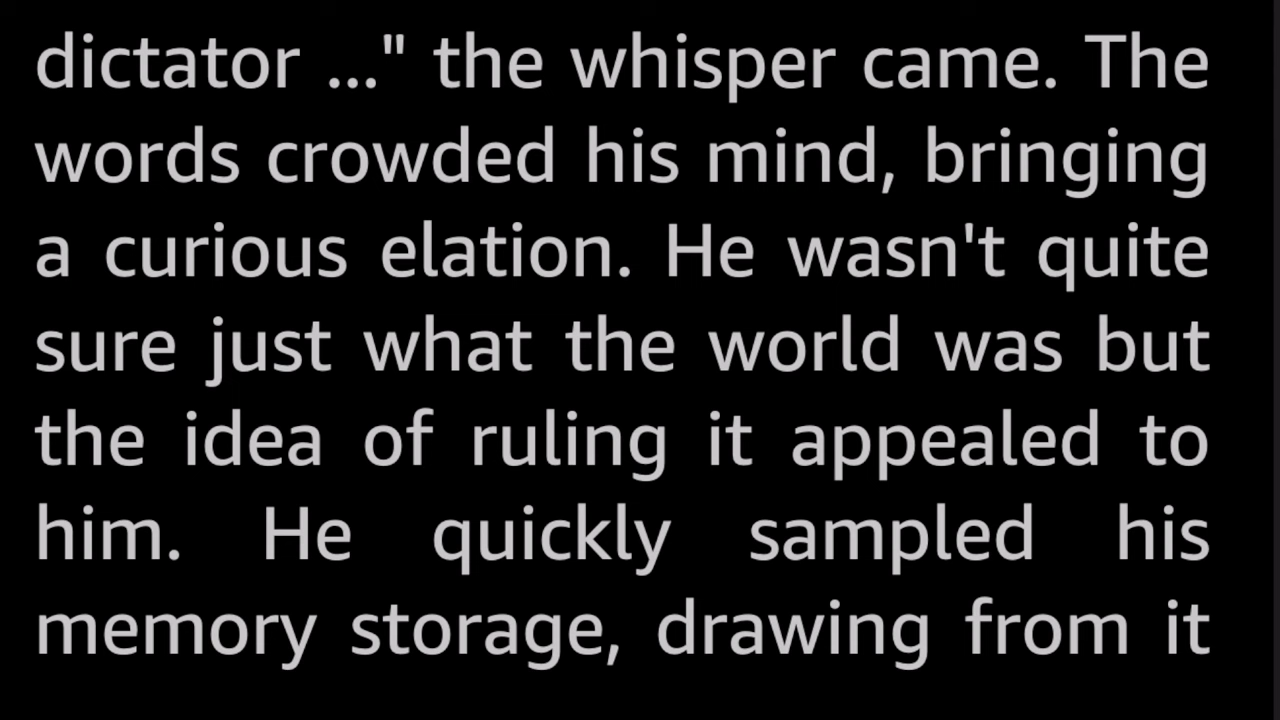 dictator ..." the whisper came. The
words crowded his mind, bringing
a curious elation. He wasn't quite
sure just what the world was but
the idea of ruling it appealed to
him. He quickly sampled his
memory storage, drawing from it